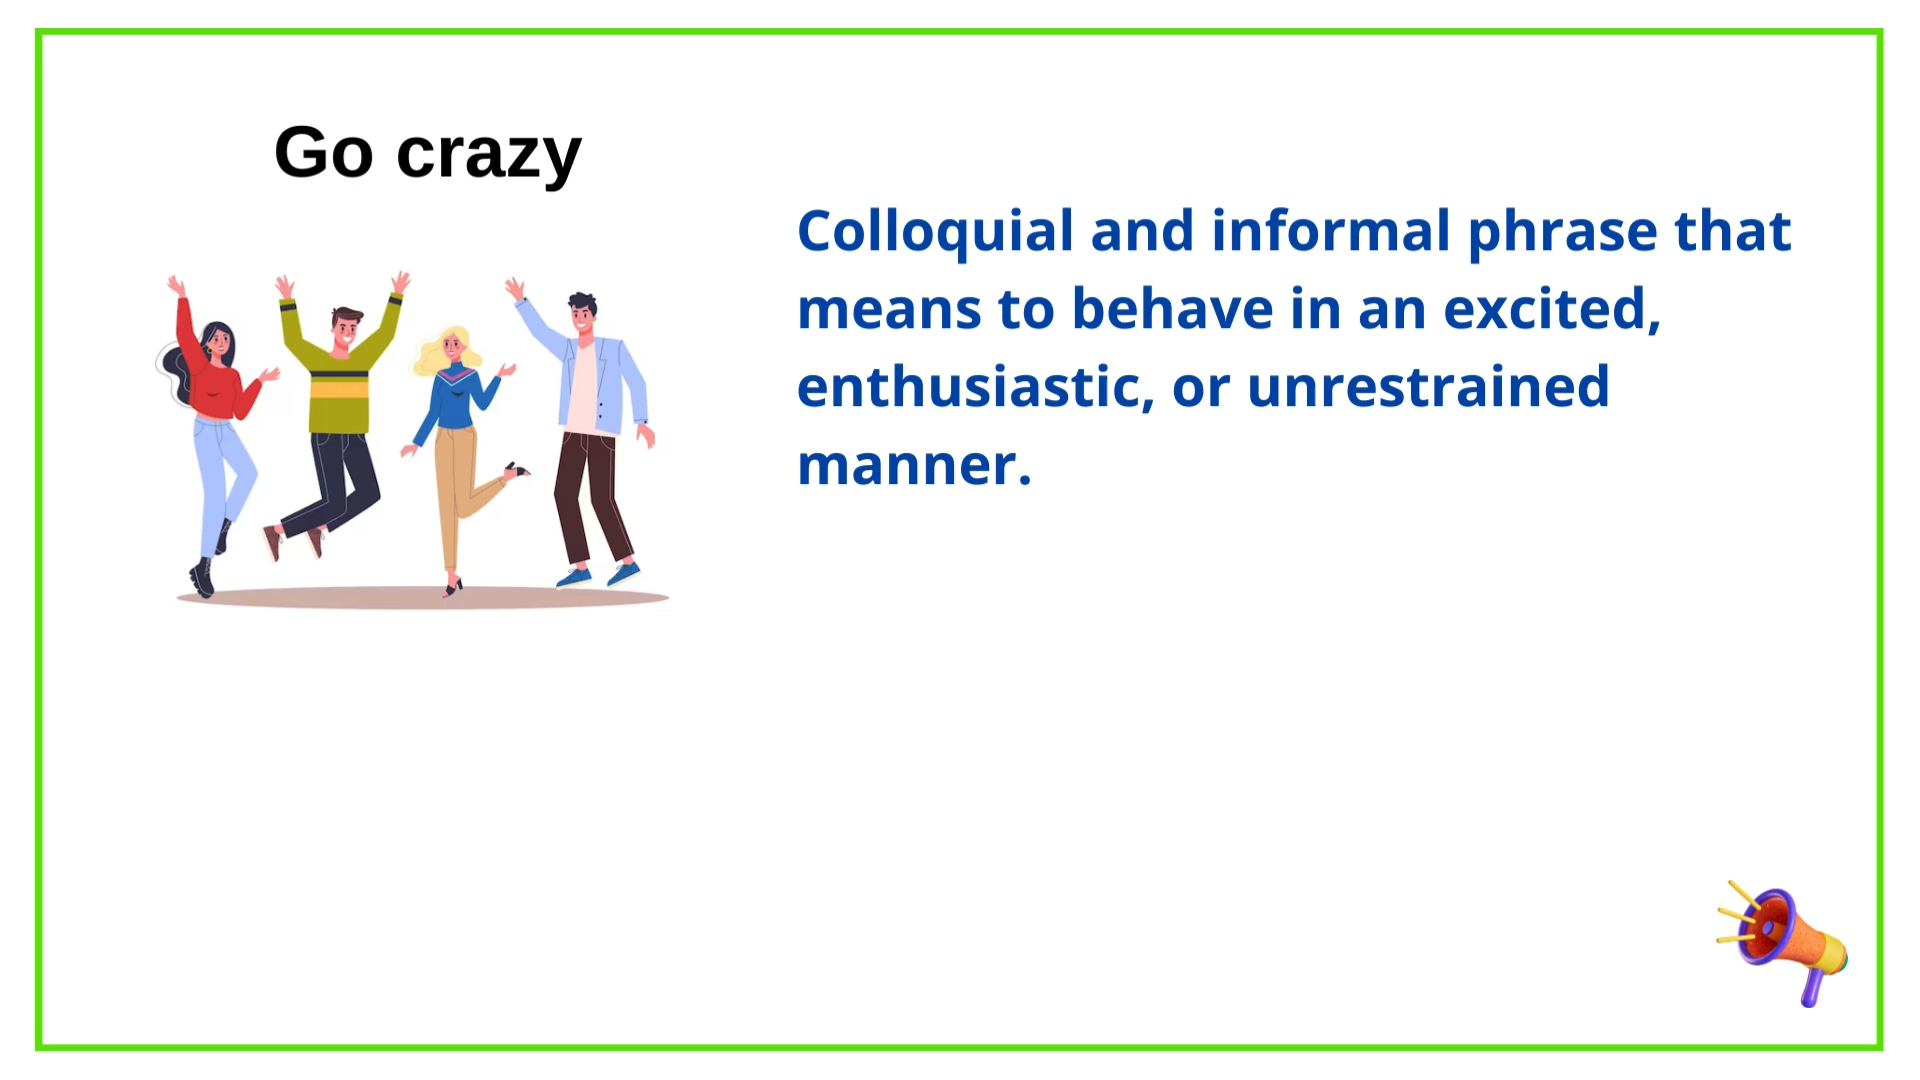 Go crazy
Colloquial and informal phrase that
means to behave in an excited,
enthusiastic, or unrestrained
manner.